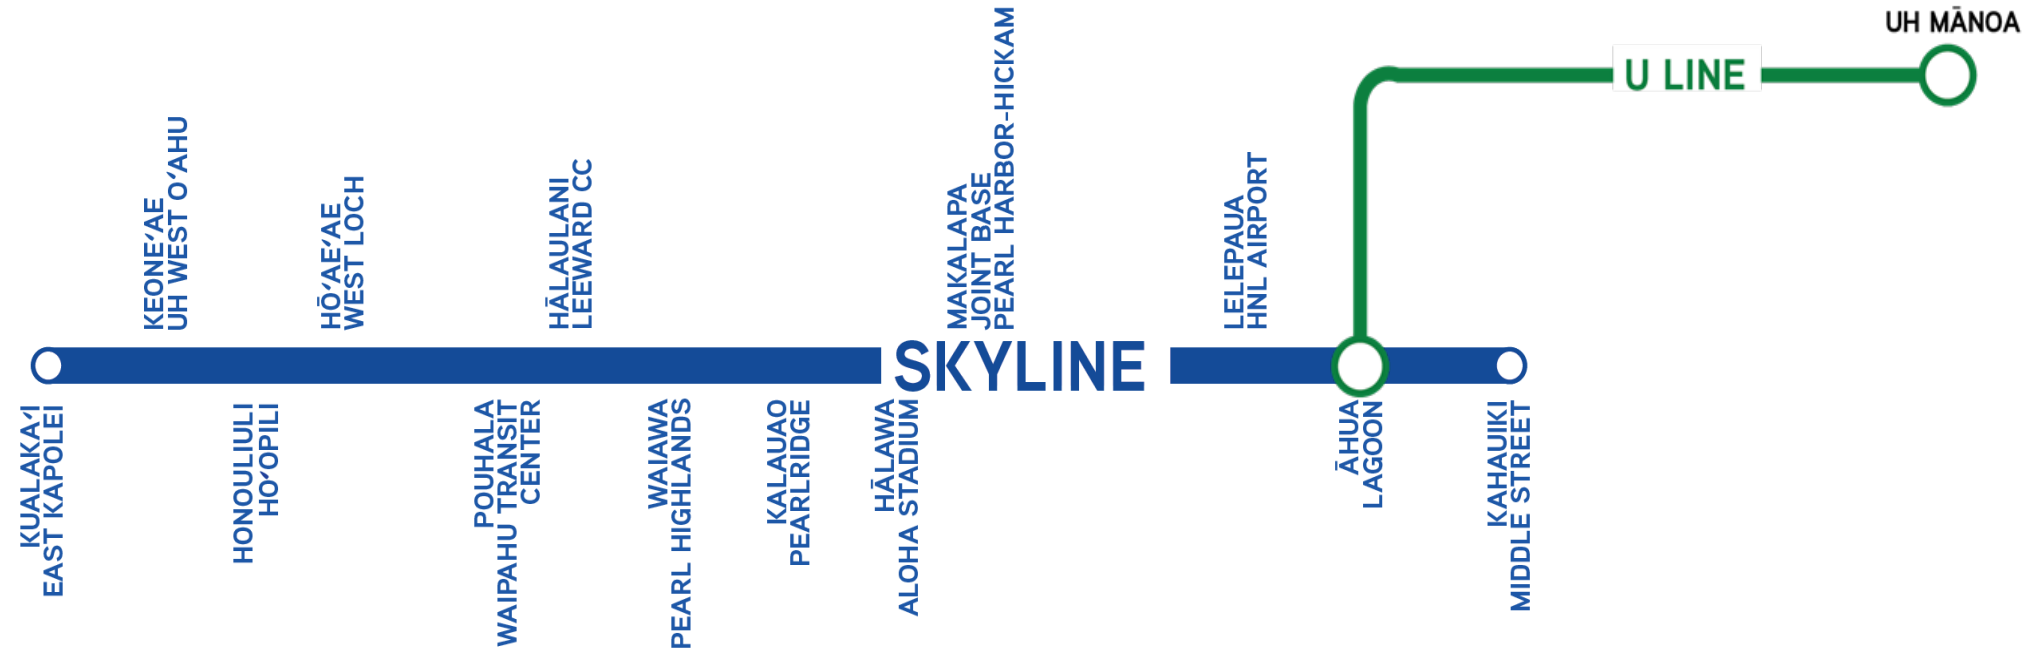 UH MĀNOA
U LINE
KEONEʻAE
UH WEST OʻAHU
HŌʻAEʻAE
WEST LOCH
HĀLAULANI
LEEWARD CC
MAKALAPA
JOINT BASE
PEARL HARBOR-HICKAM
LELEPAUA
HNL AIRPORT
SKYLINE
KUALAKAʻI
EAST KAPOLEI
HONOULIULI
HOʻOPILI
POUHALA
WAIPAHU TRANSIT
CENTER
WAIAWA
PEARL HIGHLANDS
KALAUAO
PEARLRIDGE
HĀLAWA
ALOHA STADIUM
ĀHUA
LAGOON
KAHAUIKI
MIDDLE STREET